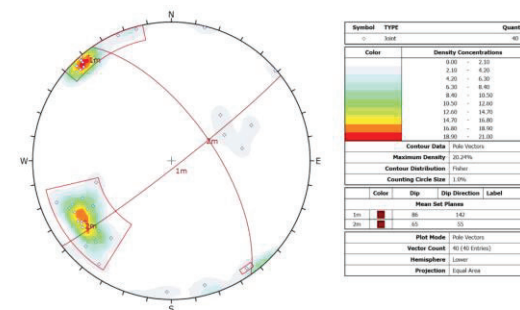 N
1m
2m
W
E
1m
2m
S
Symbol TYPE Quant
Joint 40
Color Density Concentrations
0.00 - 2.10
2.10 - 4.20
4.20 - 6.30
6.30 - 8.40
8.40 - 10.50
10.50 - 12.60
12.60 - 14.70
14.70 - 16.80
16.80 - 18.90
18.90 - 21.00
Contour Data Pole Vectors
Maximum Density 20.24%
Contour Distribution Fisher
Counting Circle Size 1.0%
Color Dip Dip Direction Label
Mean Set Planes
1m 86 142
2m 65 55
Plot Mode Pole Vectors
Vector Count 40 (40 Entries)
Hemisphere Lower
Projection Equal Area